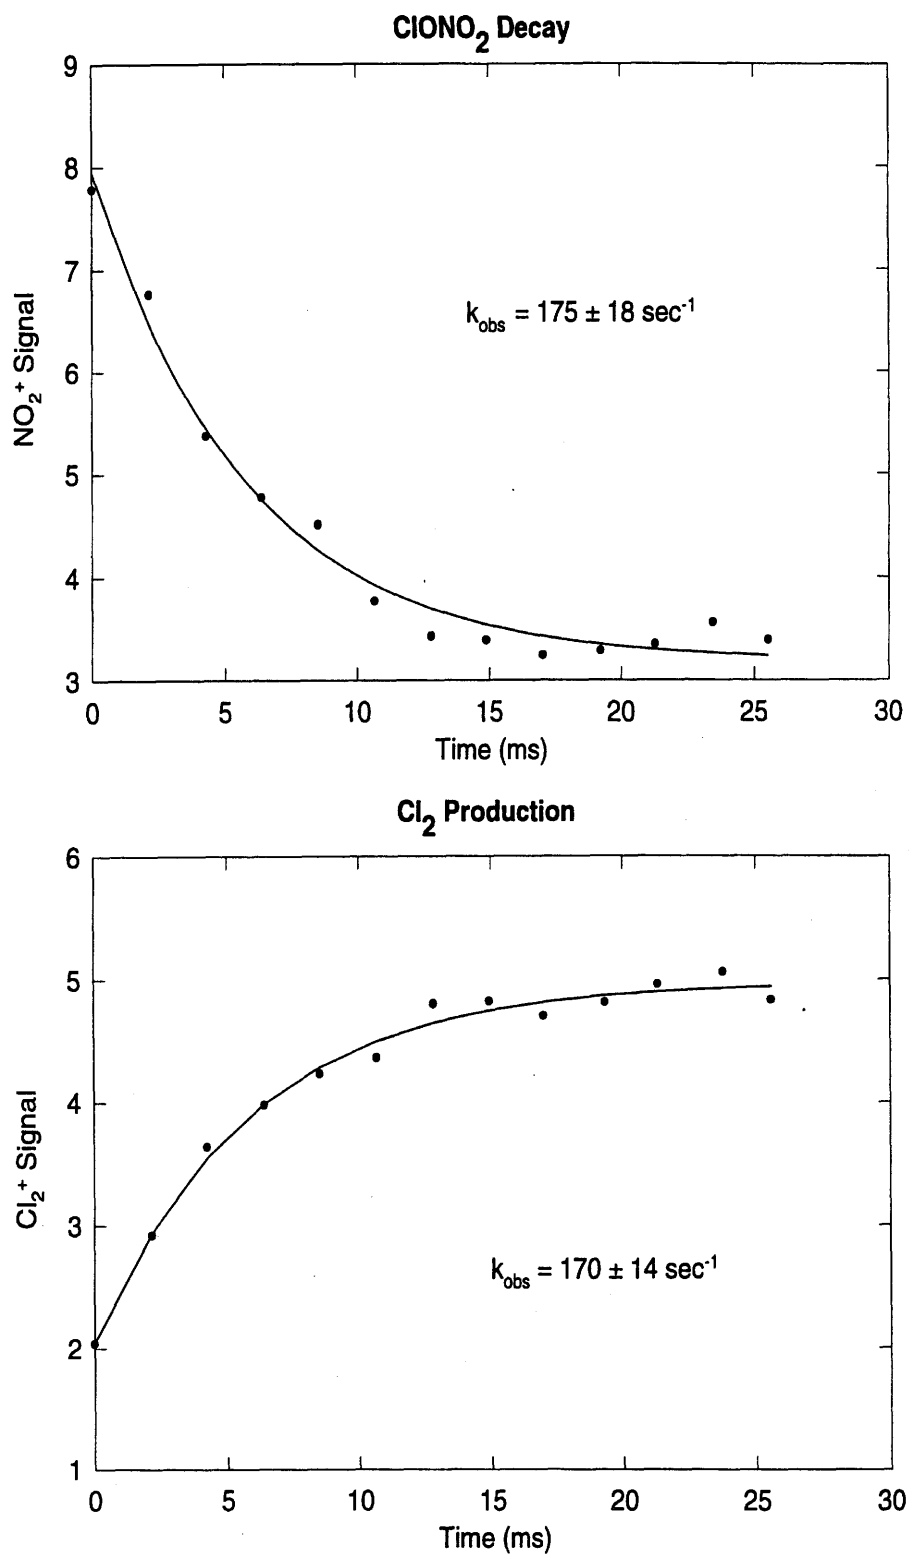 ClONO₂ Decay
9
8
7
6
5
4
3
NO₂⁺ Signal
k_obs = 175 ± 18 sec⁻¹
0 5 10 15 20 25 30
Time (ms)
Cl₂ Production
6
5
4
3
2
1
Cl₂⁺ Signal
k_obs = 170 ± 14 sec⁻¹
0 5 10 15 20 25 30
Time (ms)